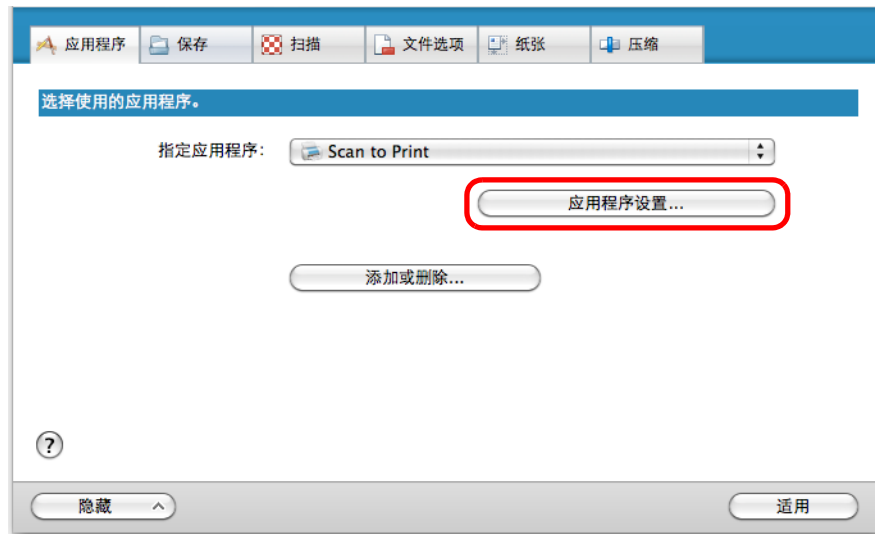 应用程序 保存 扫描 文件选项 纸张 压缩
选择使用的应用程序。
指定应用程序: Scan to Print
应用程序设置...
添加或删除...
?
隐藏 适用